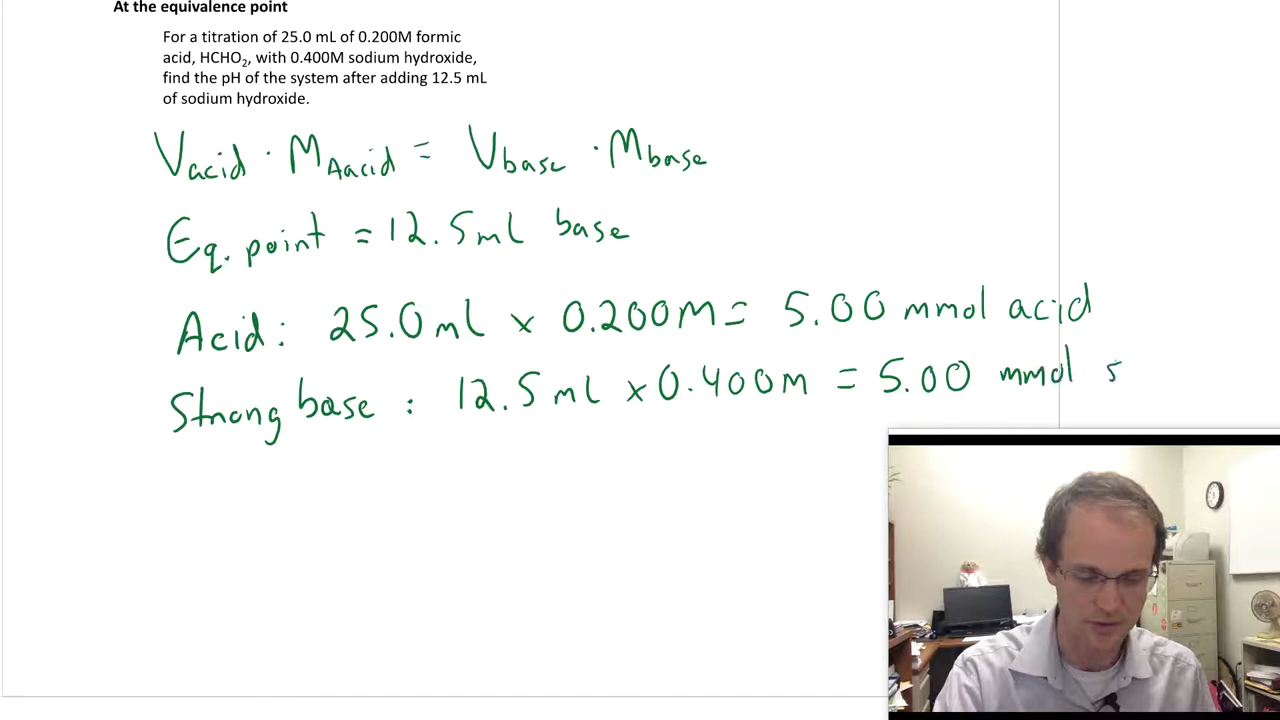 At the equivalence point
For a titration of 25.0 mL of 0.200M formic
acid, HCHO₂, with 0.400M sodium hydroxide,
find the pH of the system after adding 12.5 mL
of sodium hydroxide.
Vacid · MAacid = Vbase · Mbase
Eq. point = 12.5ml base
Acid: 25.0ml x 0.200M = 5.00 mmol acid
Strong base : 12.5ml x 0.400M = 5.00 mmol s